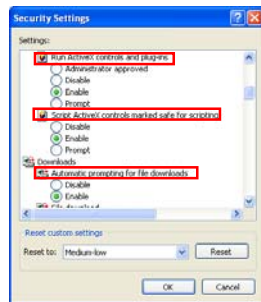 Security Settings
Settings:
Run ActiveX controls and plug-ins
Administrator approved
Disable
Enable
Prompt
Script ActiveX controls marked safe for scripting
Disable
Enable
Prompt
Downloads
Automatic prompting for file downloads
Disable
Enable
File download
Reset custom settings
Reset to: Medium-low Reset
OK Cancel